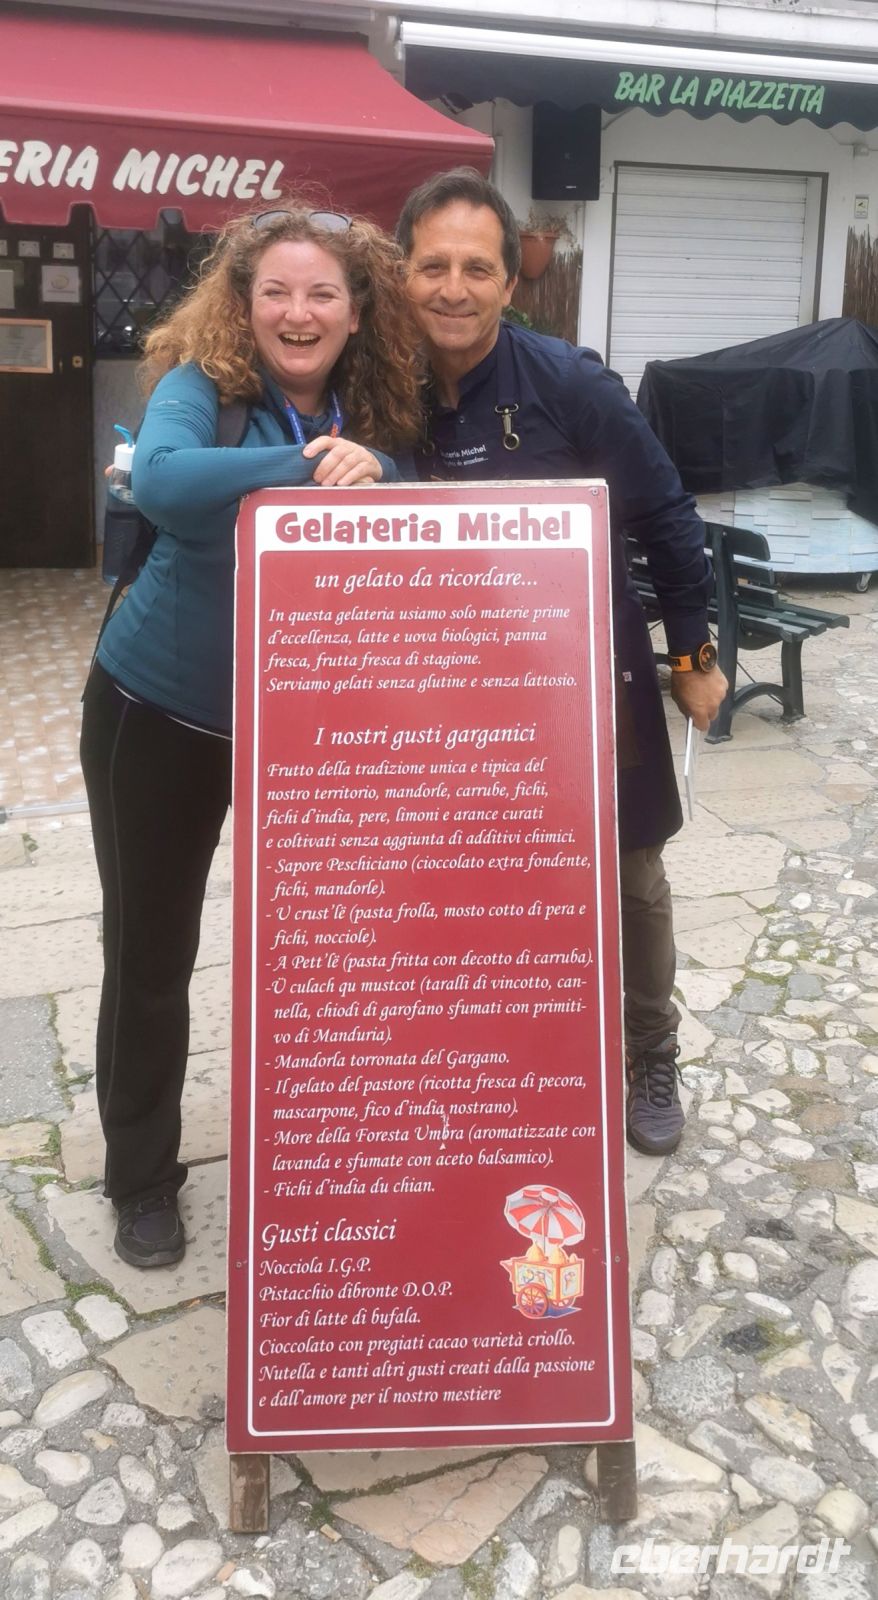 BAR LA PIAZZETTA
ERIA MICHEL
Michel
Gelateria Michel
un gelato da ricordare...
In questa gelateria usiamo solo materie prime
d'eccellenza, latte e uova biologici, panna
fresca, frutta fresca di stagione.
Serviamo gelati senza glutine e senza lattosio.
I nostri gusti garganici
Frutto della tradizione unica e tipica del
nostro territorio, mandorle, carrube, fichi,
fichi d'india, pere, limoni e arance curati
e coltivati senza aggiunta di additivi chimici.
- Sapore Peschiciano (cioccolato extra fondente,
fichi, mandorle).
- U crust'lë (pasta frolla, mosto cotto di pera e
fichi, nocciole).
- A Pett'lë (pasta fritta con decotto di carruba).
- Ü culach qu mustcot (taralli di vincotto, can-
nella, chiodi di garofano sfumati con primiti-
vo di Manduria).
- Mandorla torronata del Gargano.
- Il gelato del pastore (ricotta fresca di pecora,
mascarpone, fico d'india nostrano).
- More della Foresta Umbra (aromatizzate con
lavanda e sfumate con aceto balsamico).
- Fichi d'india du chian.
Gusti classici
Nocciola I.G.P.
Pistacchio dibronte D.O.P.
Fior di latte di bufala.
Cioccolato con pregiati cacao varietà criollo.
Nutella e tanti altri gusti creati dalla passione
e dall'amore per il nostro mestiere
eberhardt